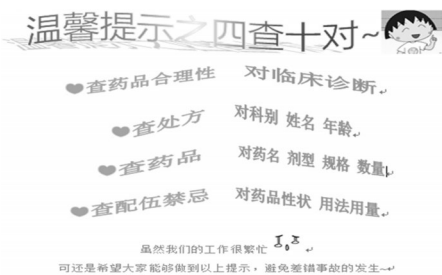 温馨提示之四查十对~
❤查药品合理性 对临床诊断
❤查处方 对科别 姓名 年龄
❤查药品 对药名 剂型 规格 数量
❤查配伍禁忌 对药品性状 用法用量
虽然我们的工作很繁忙
可还是希望大家能够做到以上提示，避免差错事故的发生~